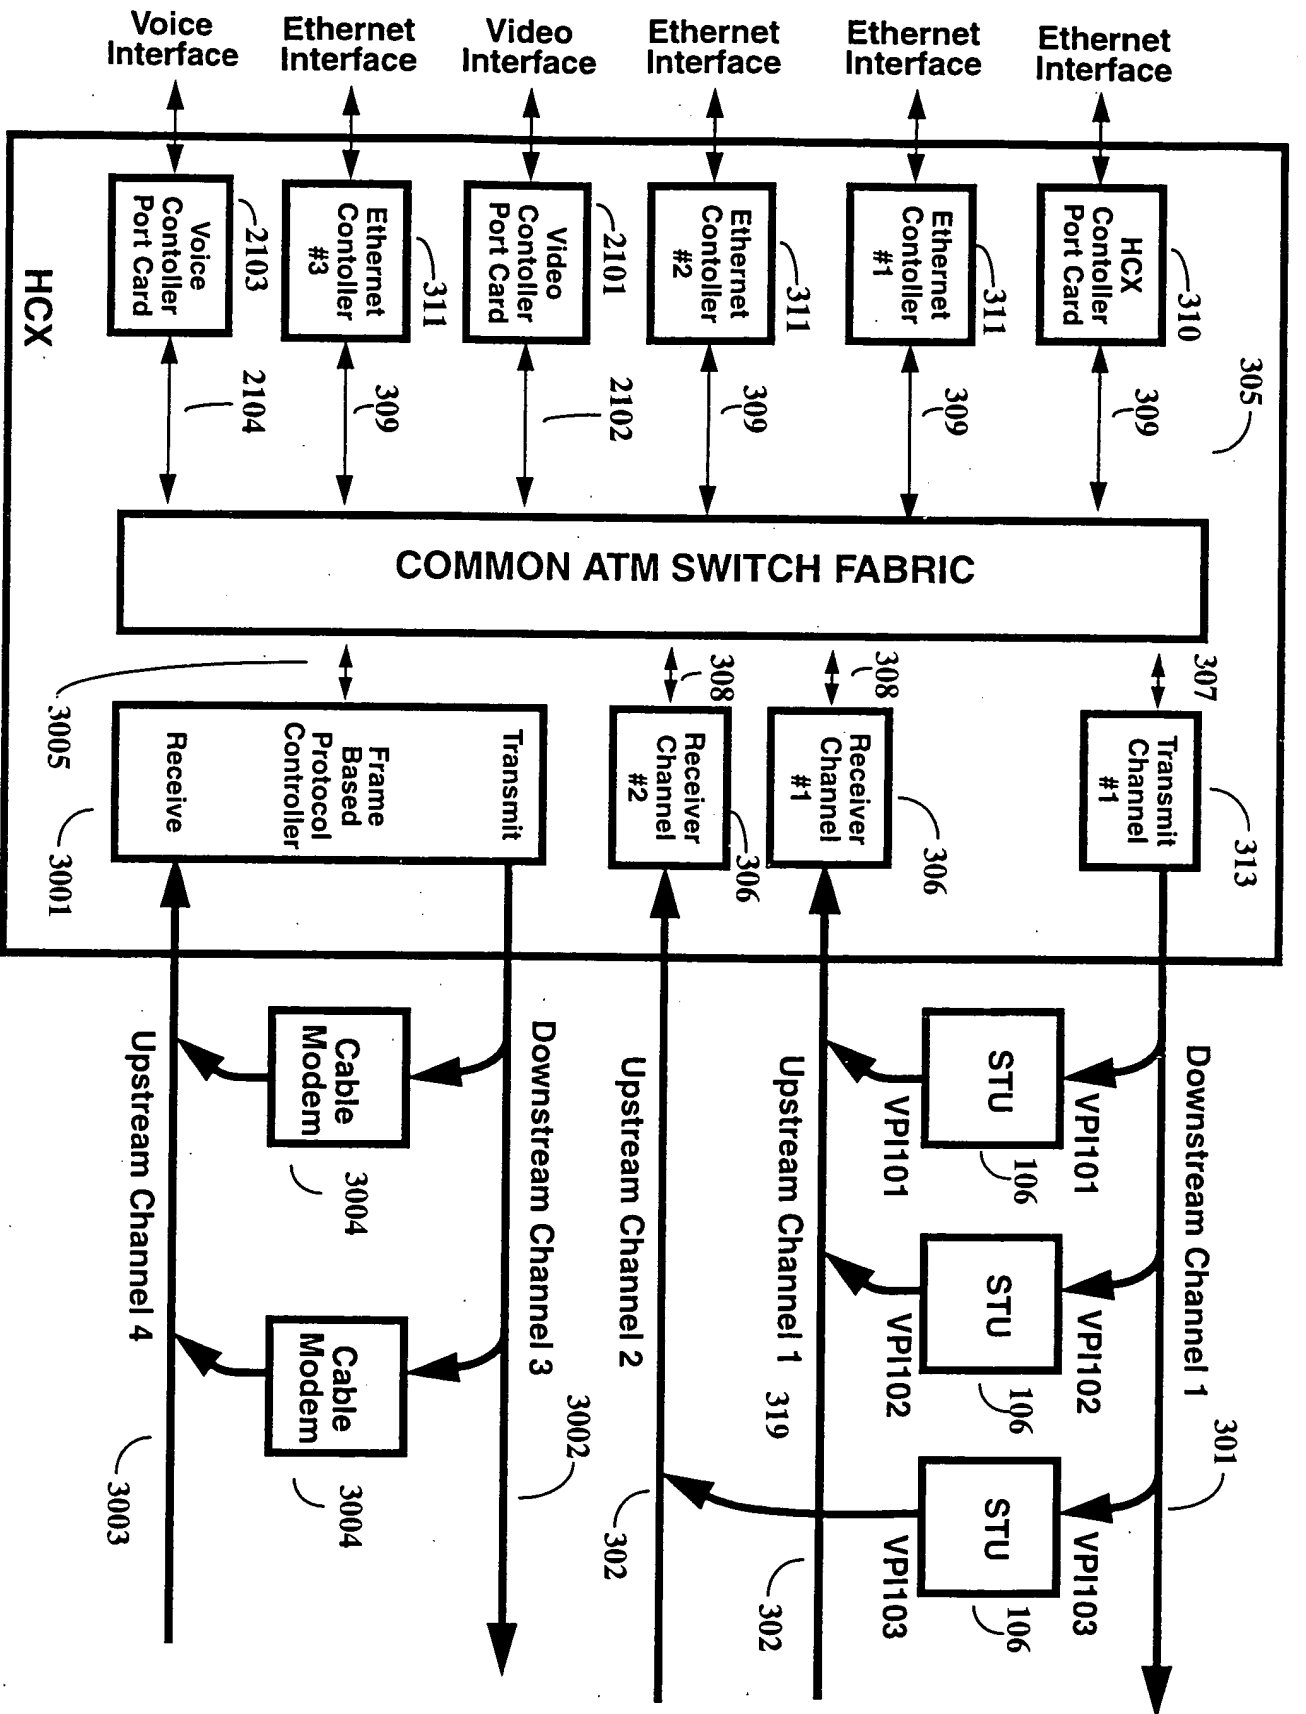 Voice
Interface
Ethernet
Interface
Video
Interface
Ethernet
Interface
Ethernet
Interface
Ethernet
Interface
Voice
Contoller
Port Card
2103
Ethernet
Contoller
#3
311
Video
Contoller
Port Card
2101
Ethernet
Contoller
#2
311
Ethernet
Contoller
#1
311
HCX
Contoller
Port Card
310
HCX
305
2104
309
2102
309
309
309
COMMON ATM SWITCH FABRIC
3005
308
308
307
Transmit
Frame
Based
Protocol
Controller
Receive
3001
Receiver
Channel
#2
306
Receiver
Channel
#1
306
Transmit
Channel
#1
313
Downstream Channel 1
301
VPI101
STU
106
VPI101
VPI102
STU
106
VPI102
VPI103
STU
106
VPI103
Upstream Channel 1
319
302
Upstream Channel 2
302
Downstream Channel 3
3002
Cable
Modem
3004
Cable
Modem
3004
Upstream Channel 4
3003